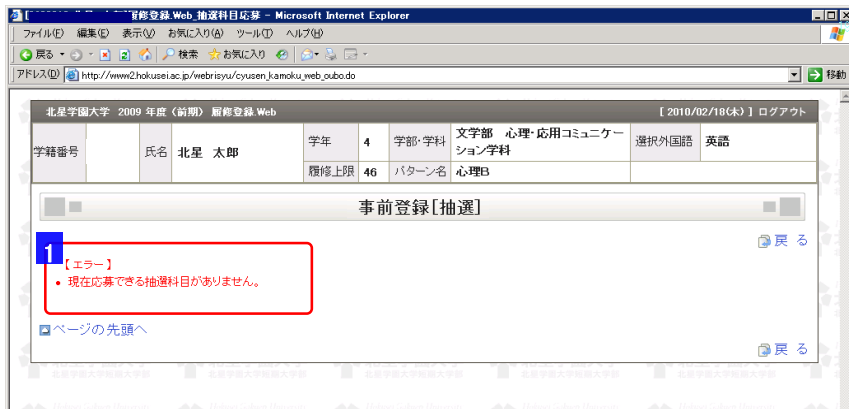 履修登録.Web_抽選科目応募 - Microsoft Internet Explorer
ファイル(F) 編集(E) 表示(V) お気に入り(A) ツール(T) ヘルプ(H)
戻る 検索 お気に入り
アドレス(D) http://www2.hokusei.ac.jp/webrisyu/cyusen_kamoku_web_oubo.do 移動
北星学園大学 2009 年度 (前期) 履修登録.Web [ 2010/02/18(木) ] ログアウト
学籍番号 氏名 北星 太郎 学年 4 学部・学科 文学部 心理・応用コミュニケーション学科 選択外国語 英語
履修上限 46 パターン名 心理B
事前登録[抽選]
戻 る
1
【エラー】
• 現在応募できる抽選科目がありません。
ページの先頭へ
戻 る